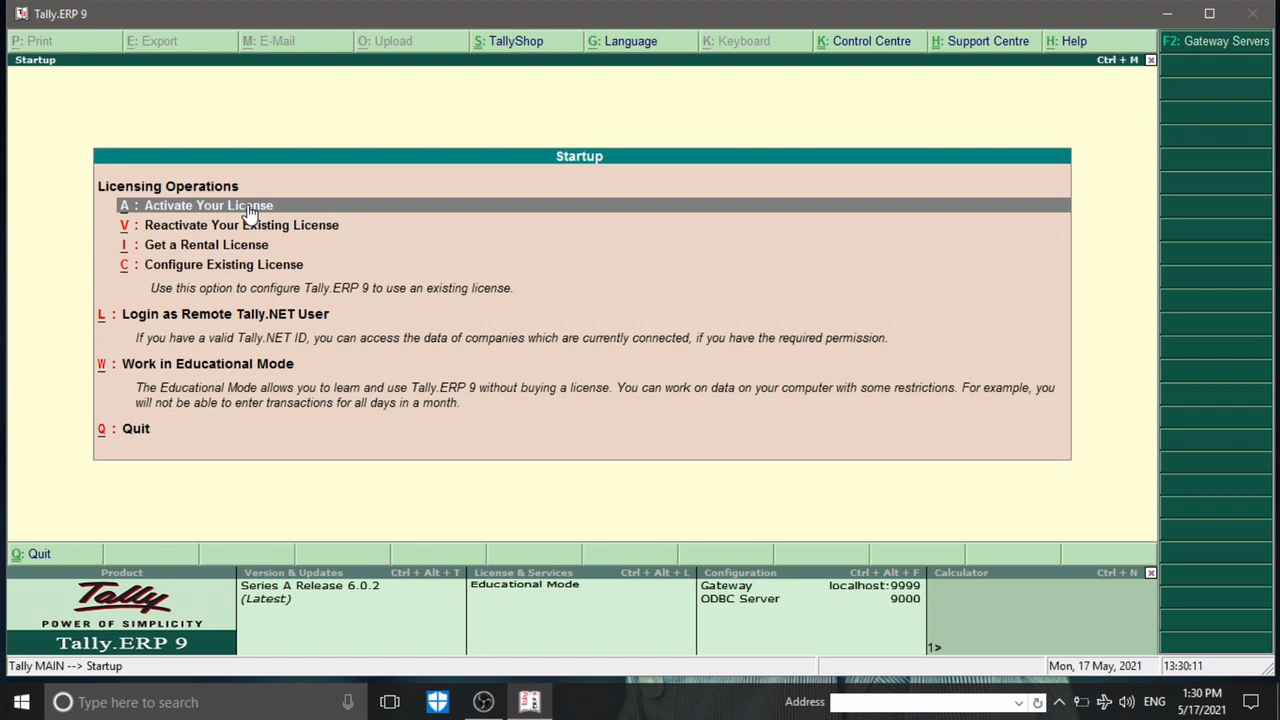 Tally.ERP 9
P: Print E: Export M: E-Mail O: Upload S: TallyShop G: Language K: Keyboard K: Control Centre H: Support Centre H: Help F2: Gateway Servers
Startup Ctrl + M
Startup
Licensing Operations
A : Activate Your License
V : Reactivate Your Existing License
I : Get a Rental License
C : Configure Existing License
Use this option to configure Tally.ERP 9 to use an existing license.
L : Login as Remote Tally.NET User
If you have a valid Tally.NET ID, you can access the data of companies which are currently connected, if you have the required permission.
W : Work in Educational Mode
The Educational Mode allows you to learn and use Tally.ERP 9 without buying a license. You can work on data on your computer with some restrictions. For example, you
will not be able to enter transactions for all days in a month.
Q : Quit
Q: Quit
Product Version & Updates Ctrl + Alt + T License & Services Ctrl + Alt + L Configuration Ctrl + Alt + F Calculator Ctrl + N
Series A Release 6.0.2 Educational Mode Gateway localhost:9999
(Latest) ODBC Server 9000
Tally
POWER OF SIMPLICITY
Tally.ERP 9
1>
Tally MAIN --> Startup Mon, 17 May, 2021 13:30:11
Type here to search Address ENG 1:30 PM
5/17/2021